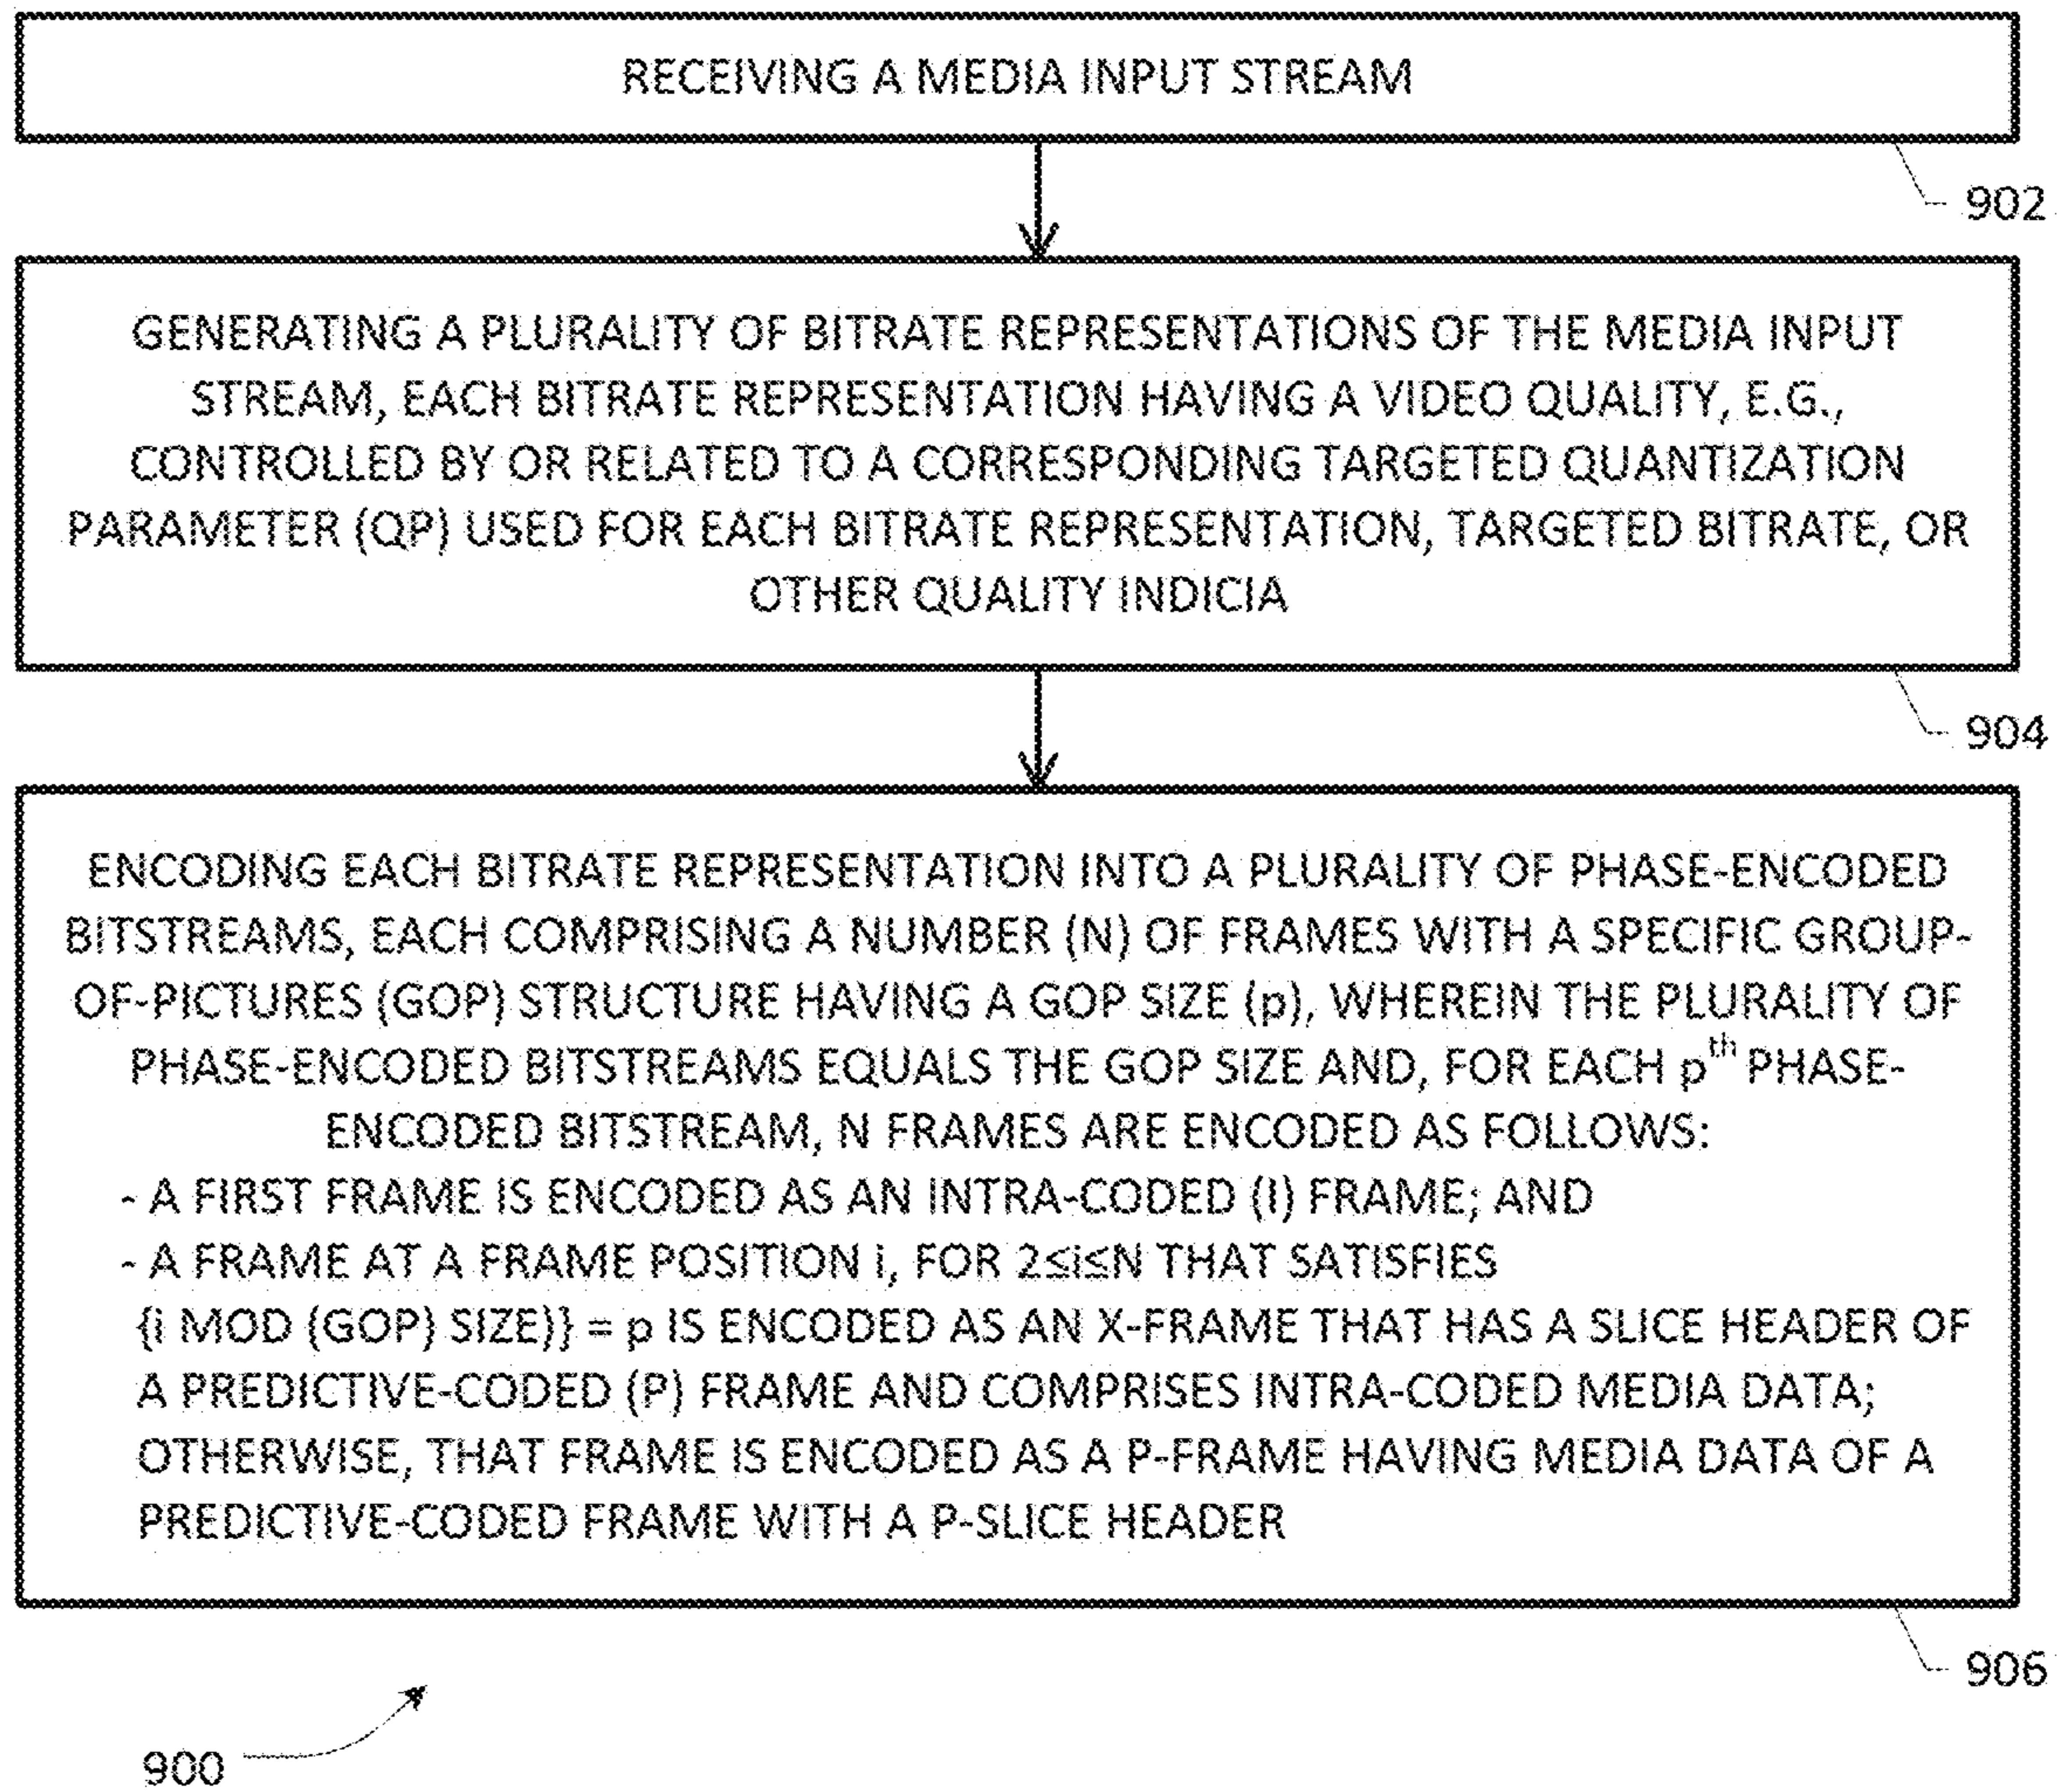 RECEIVING A MEDIA INPUT STREAM
902
GENERATING A PLURALITY OF BITRATE REPRESENTATIONS OF THE MEDIA INPUT
STREAM, EACH BITRATE REPRESENTATION HAVING A VIDEO QUALITY, E.G.,
CONTROLLED BY OR RELATED TO A CORRESPONDING TARGETED QUANTIZATION
PARAMETER (QP) USED FOR EACH BITRATE REPRESENTATION, TARGETED BITRATE, OR
OTHER QUALITY INDICIA
904
ENCODING EACH BITRATE REPRESENTATION INTO A PLURALITY OF PHASE-ENCODED
BITSTREAMS, EACH COMPRISING A NUMBER (N) OF FRAMES WITH A SPECIFIC GROUP-
OF-PICTURES (GOP) STRUCTURE HAVING A GOP SIZE (p), WHEREIN THE PLURALITY OF
PHASE-ENCODED BITSTREAMS EQUALS THE GOP SIZE AND, FOR EACH p^th PHASE-
ENCODED BITSTREAM, N FRAMES ARE ENCODED AS FOLLOWS:
- A FIRST FRAME IS ENCODED AS AN INTRA-CODED (I) FRAME; AND
- A FRAME AT A FRAME POSITION i, FOR 2≤i≤N THAT SATISFIES
{i MOD (GOP) SIZE)} = p IS ENCODED AS AN X-FRAME THAT HAS A SLICE HEADER OF
A PREDICTIVE-CODED (P) FRAME AND COMPRISES INTRA-CODED MEDIA DATA;
OTHERWISE, THAT FRAME IS ENCODED AS A P-FRAME HAVING MEDIA DATA OF A
PREDICTIVE-CODED FRAME WITH A P-SLICE HEADER
906
900